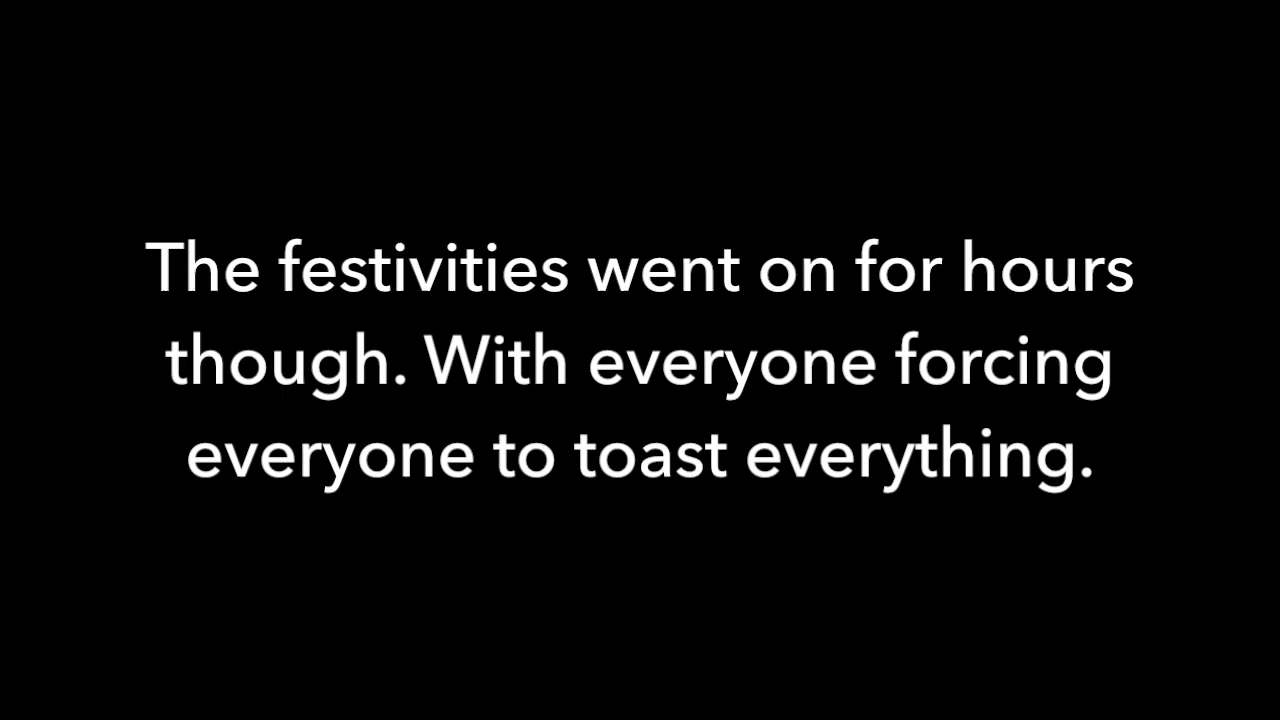 The festivities went on for hours
though. With everyone forcing
everyone to toast everything.